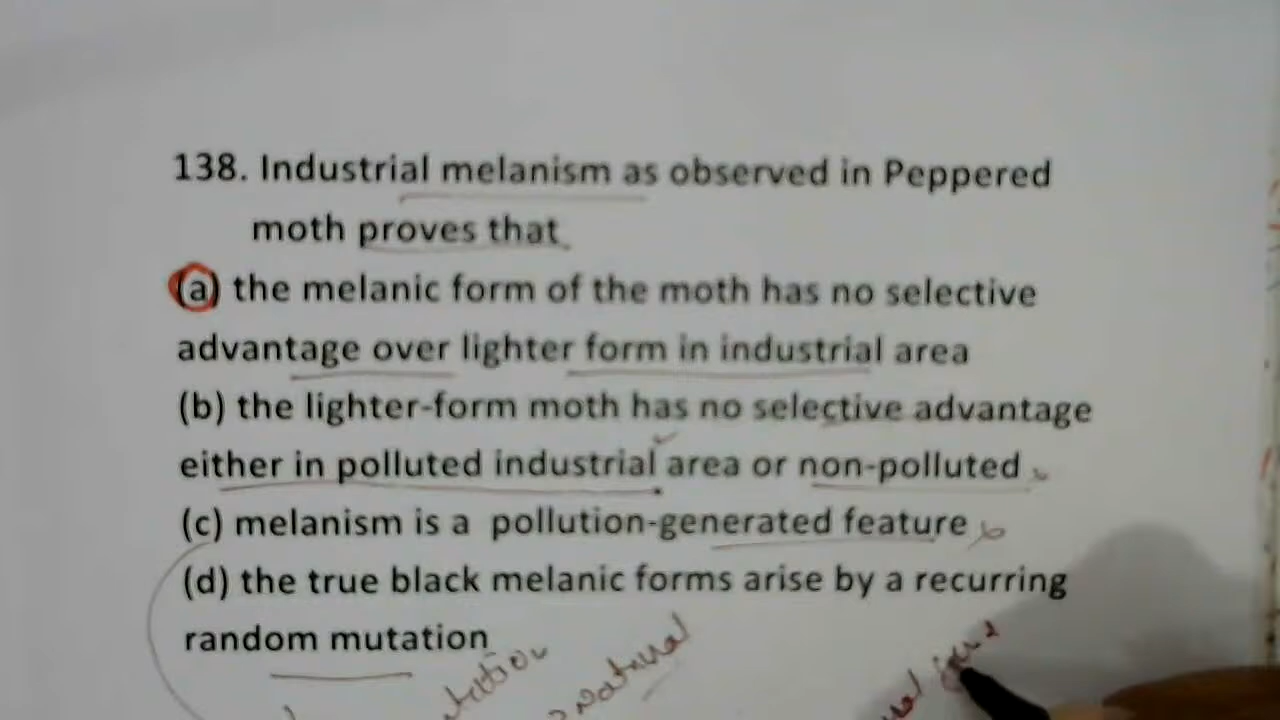 138. Industrial melanism as observed in Peppered
moth proves that
(a) the melanic form of the moth has no selective
advantage over lighter form in industrial area
(b) the lighter-form moth has no selective advantage
either in polluted industrial area or non-polluted
(c) melanism is a pollution-generated feature
(d) the true black melanic forms arise by a recurring
random mutation
natural